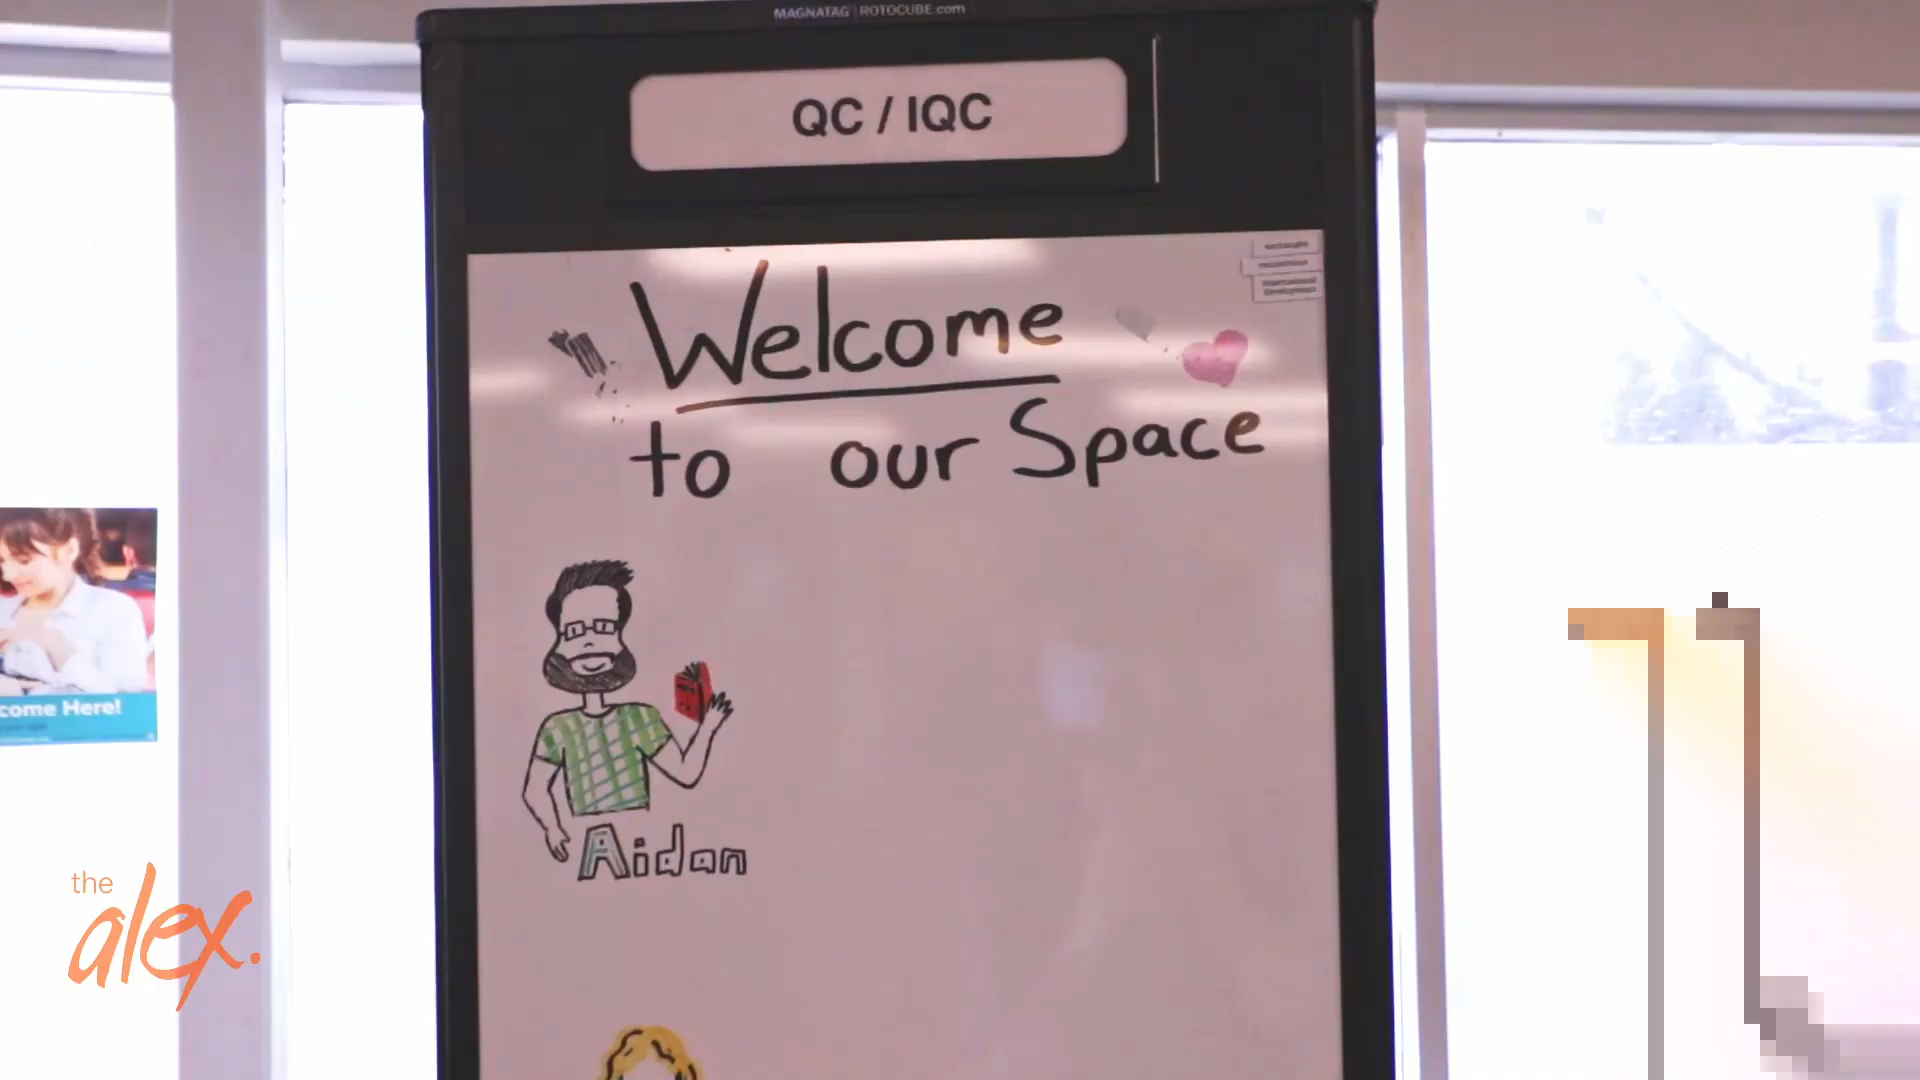 MAGNATAG ROTOCUBE.com
QC / IQC
Welcome
to our Space
Aidan
come Here!
the
alex.